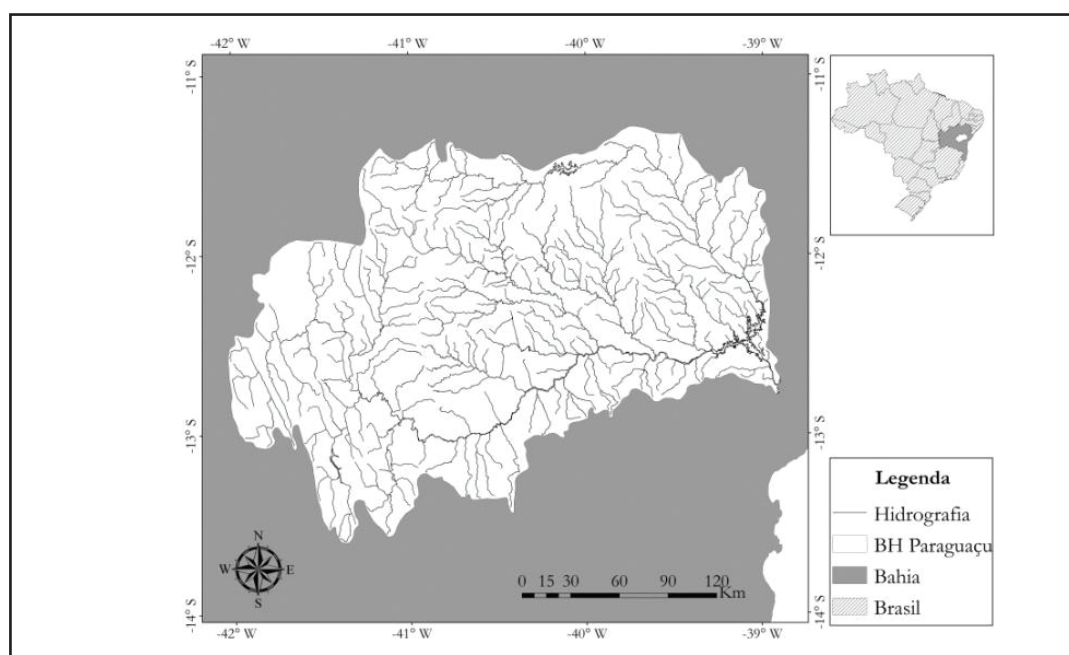 -42° W -41° W -40° W -39° W
-11° S -11° S
-12° S -12° S
-13° S -13° S
-14° S -14° S
N
W E
S
0 15 30 60 90 120
Km
-42° W -41° W -40° W -39° W
Legenda
Hidrografia
BH Paraguaçu
Bahia
Brasil